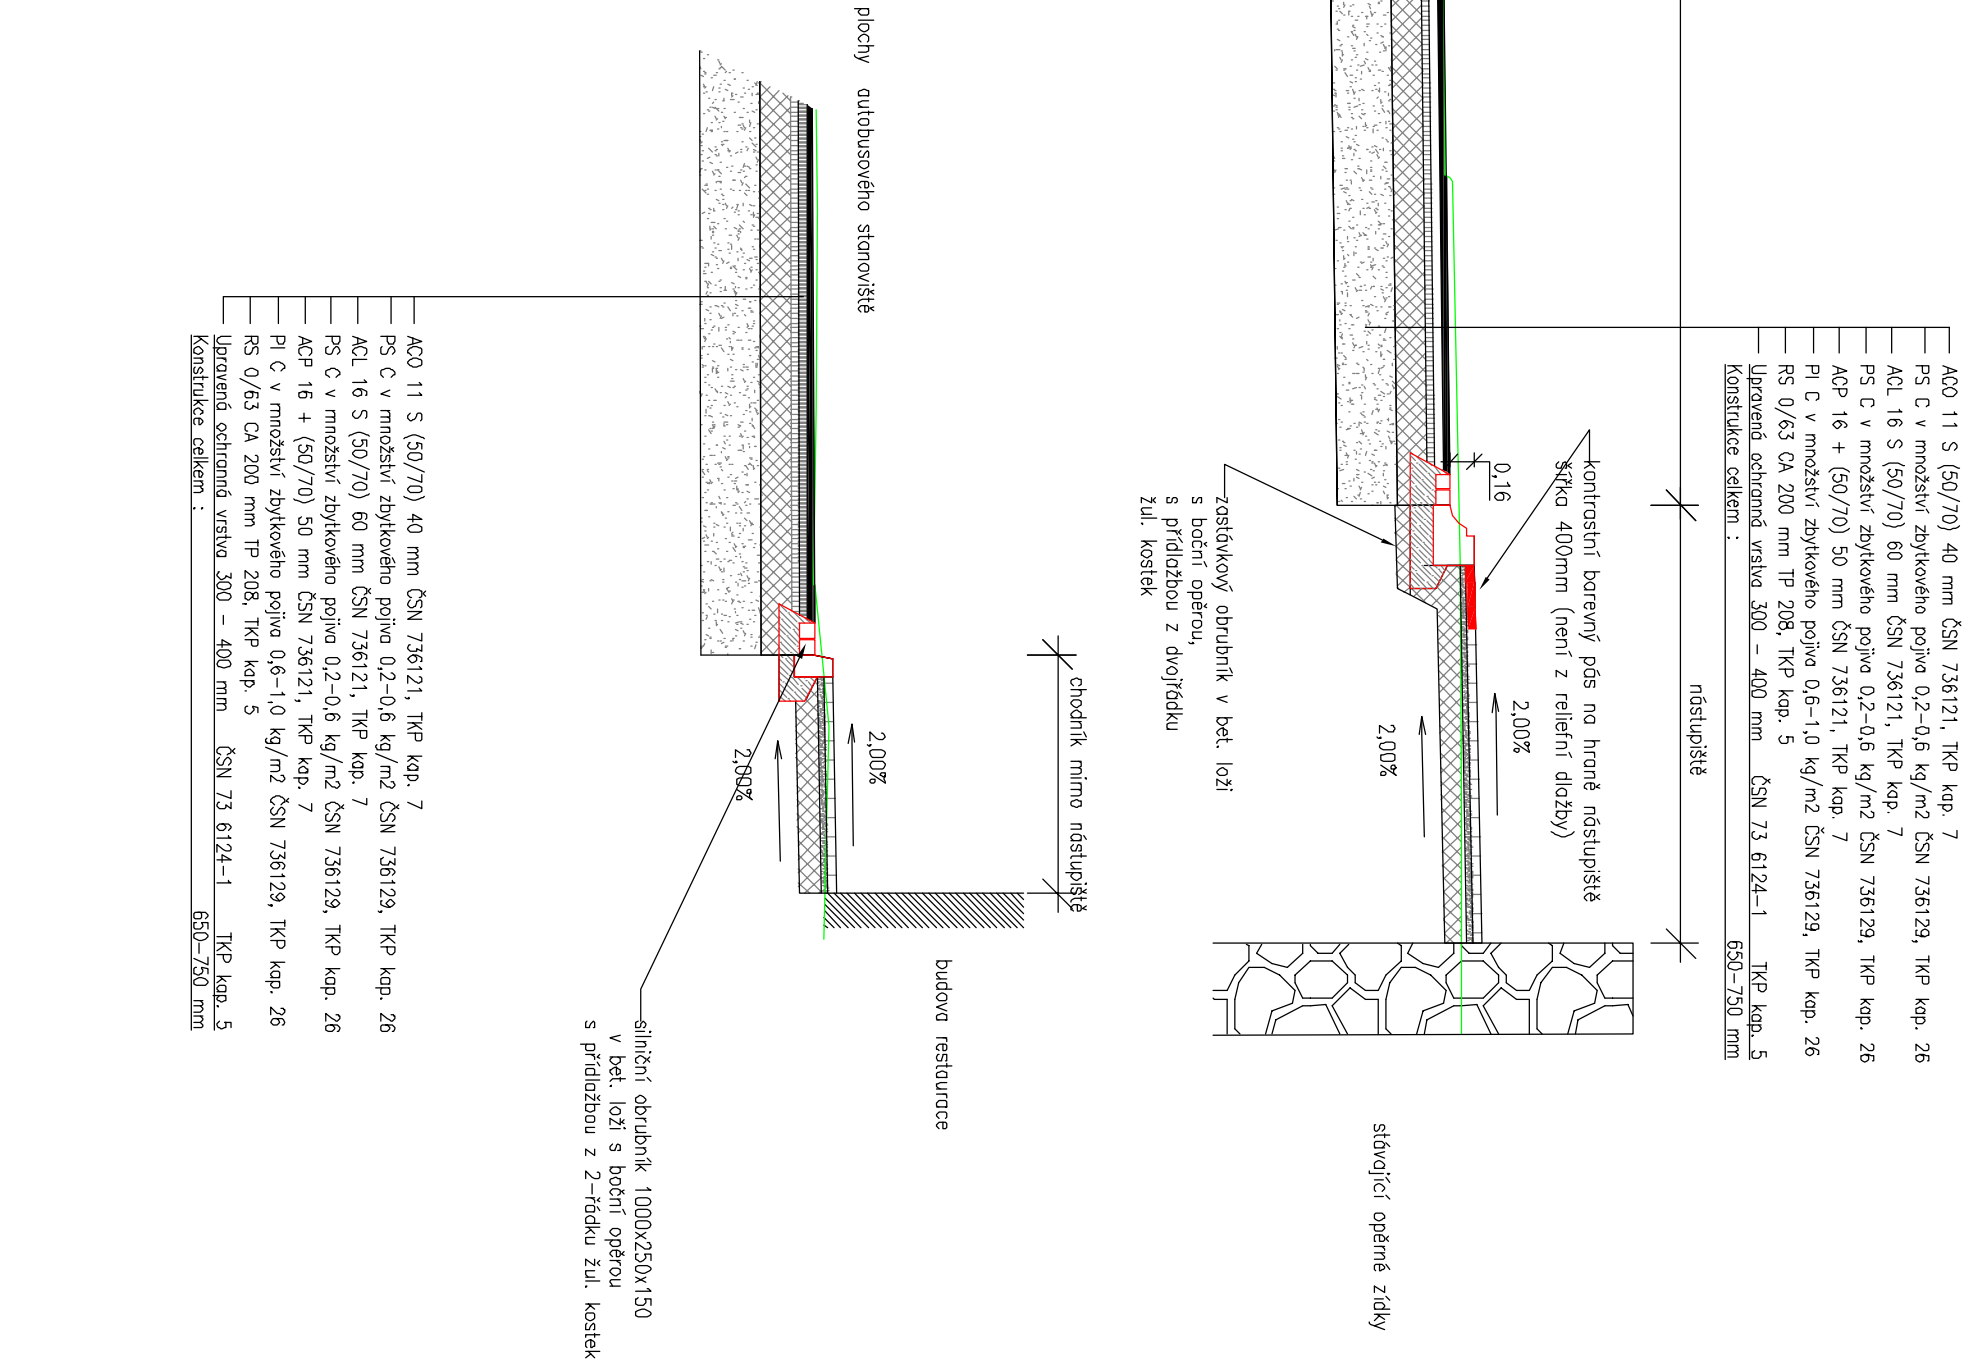 ACO 11 S (50/70) 40 mm ČSN 736121, TKP kap. 7
PS C v množství zbytkového pojiva 0,2-0,6 kg/m2 ČSN 736129, TKP kap. 26
ACL 16 S (50/70) 60 mm ČSN 736121, TKP kap. 7
PS C v množství zbytkového pojiva 0,2-0,6 kg/m2 ČSN 736129, TKP kap. 26
ACP 16 + (50/70) 50 mm ČSN 736121, TKP kap. 7
PI C v množství zbytkového pojiva 0,6-1,0 kg/m2 ČSN 736129, TKP kap. 26
RS 0/63 CA 200 mm TP 208, TKP kap. 5
Upravená ochranná vrstva 300 - 400 mm ČSN 73 6124-1 TKP kap. 5
Konstrukce celkem : 650-750 mm
nástupiště
kontrastní barevný pás na hraně nástupiště
šířka 400mm (není z reliefní dlažby)
0,16
2,00%
2,00%
zastávkový obrubník v bet. loži
s boční opěrou,
s přídlažbou z dvojřádku
žul. kostek
stávající opěrné zídky
chodník mimo nástupiště
budova restaurace
plochy autobusového stanoviště
2,00%
2,00%
silniční obrubník 1000x250x150
v bet. loži s boční opěrou
s přídlažbou z 2-řádku žul. kostek
ACO 11 S (50/70) 40 mm ČSN 736121, TKP kap. 7
PS C v množství zbytkového pojiva 0,2-0,6 kg/m2 ČSN 736129, TKP kap. 26
ACL 16 S (50/70) 60 mm ČSN 736121, TKP kap. 7
PS C v množství zbytkového pojiva 0,2-0,6 kg/m2 ČSN 736129, TKP kap. 26
ACP 16 + (50/70) 50 mm ČSN 736121, TKP kap. 7
PI C v množství zbytkového pojiva 0,6-1,0 kg/m2 ČSN 736129, TKP kap. 26
RS 0/63 CA 200 mm TP 208, TKP kap. 5
Upravená ochranná vrstva 300 - 400 mm ČSN 73 6124-1 TKP kap. 5
Konstrukce celkem : 650-750 mm